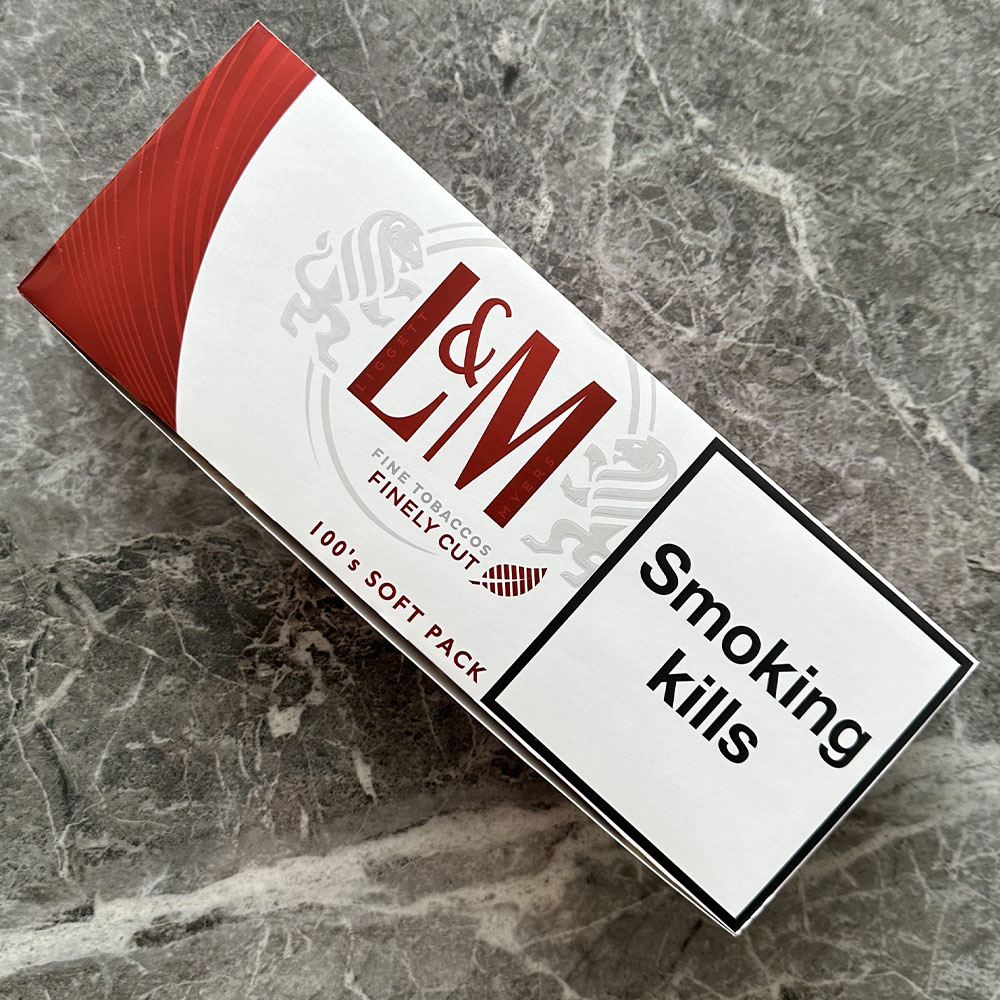 L&M
LIGGETT
MYERS
FINE TOBACCOS
FINELY CUT
100's SOFT PACK
Smoking
kills